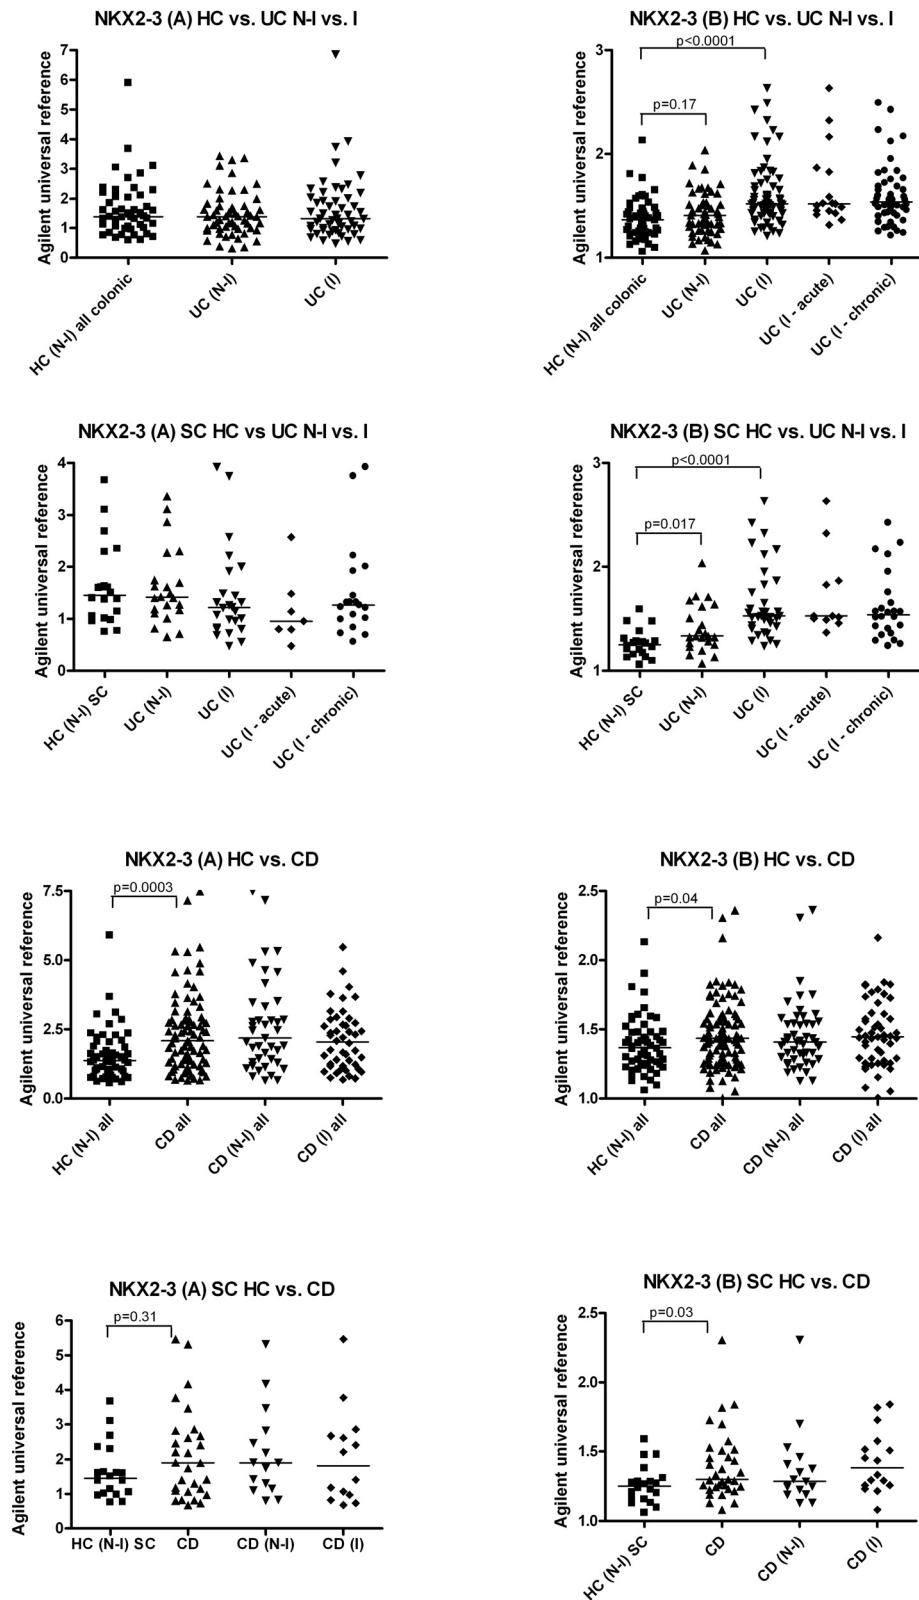 NKX2-3 (A) HC vs. UC N-I vs. I
Agilent universal reference
7
6
5
4
3
2
1
0
HC (N-I) all colonic
UC (N-I)
UC (I)
NKX2-3 (B) HC vs. UC N-I vs. I
p<0.0001
p=0.17
Agilent universal reference
3
2
1
HC (N-I) all colonic
UC (N-I)
UC (I)
UC (I - acute)
UC (I - chronic)
NKX2-3 (A) SC HC vs UC N-I vs. I
Agilent universal reference
4
3
2
1
0
HC (N-I) SC
UC (N-I)
UC (I)
UC (I - acute)
UC (I - chronic)
NKX2-3 (B) SC HC vs. UC N-I vs. I
p<0.0001
p=0.017
Agilent universal reference
3
2
1
HC (N-I) SC
UC (N-I)
UC (I)
UC (I - acute)
UC (I - chronic)
NKX2-3 (A) HC vs. CD
p=0.0003
Agilent universal reference
7.5
5.0
2.5
0.0
HC (N-I) all
CD all
CD (N-I) all
CD (I) all
NKX2-3 (B) HC vs. CD
p=0.04
Agilent universal reference
2.5
2.0
1.5
1.0
HC (N-I) all
CD all
CD (N-I) all
CD (I) all
NKX2-3 (A) SC HC vs. CD
p=0.31
Agilent universal reference
6
5
4
3
2
1
0
HC (N-I) SC
CD
CD (N-I)
CD (I)
NKX2-3 (B) SC HC vs. CD
p=0.03
Agilent universal reference
2.5
2.0
1.5
1.0
HC (N-I) SC
CD
CD (N-I)
CD (I)